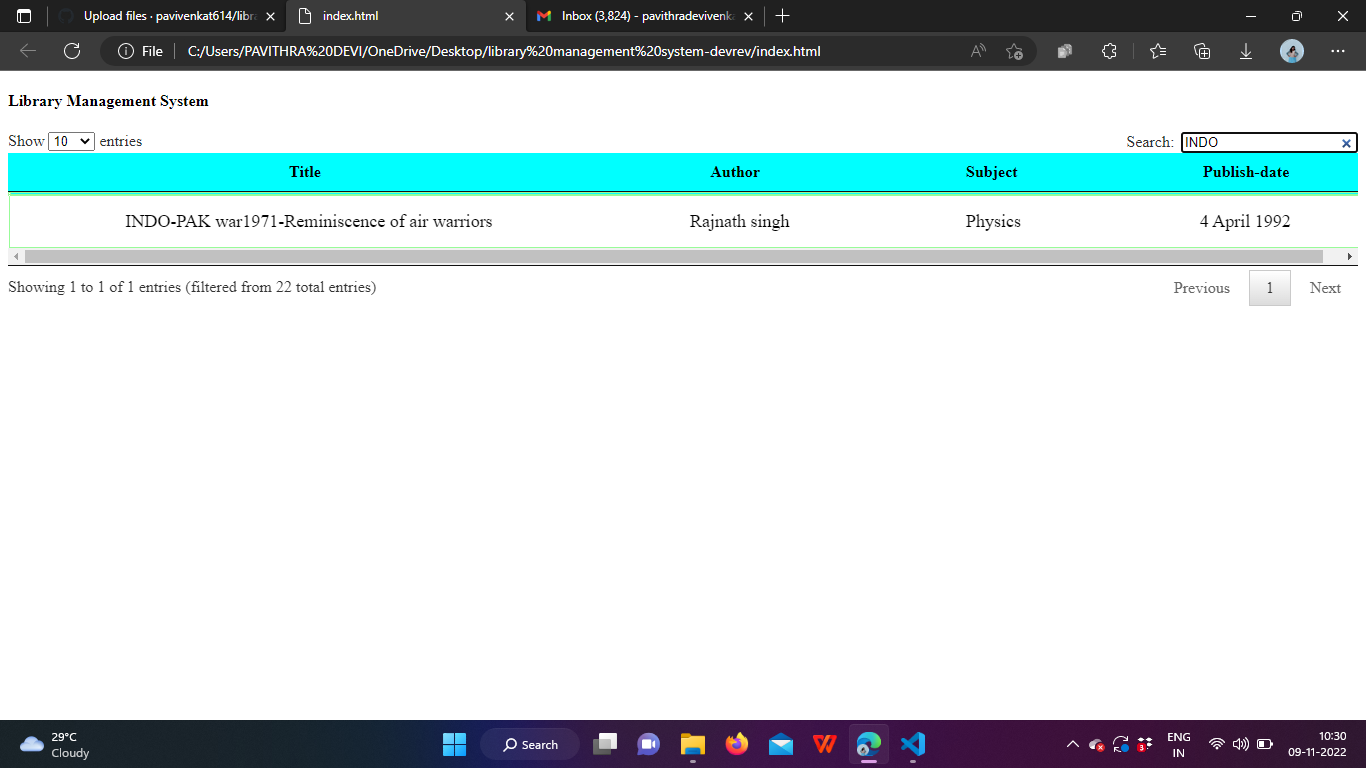 Upload files · pavivenkat614/libra
index.html
Inbox (3,824) - pavithradevivenka
File
C:/Users/PAVITHRA%20DEVI/OneDrive/Desktop/library%20management%20system-devrev/index.html
Library Management System
Show 10 entries
Search: INDO
Title Author Subject Publish-date
INDO-PAK war1971-Reminiscence of air warriors Rajnath singh Physics 4 April 1992
Showing 1 to 1 of 1 entries (filtered from 22 total entries)
Previous 1 Next
29°C
Cloudy
Search
3
ENG
IN
10:30
09-11-2022